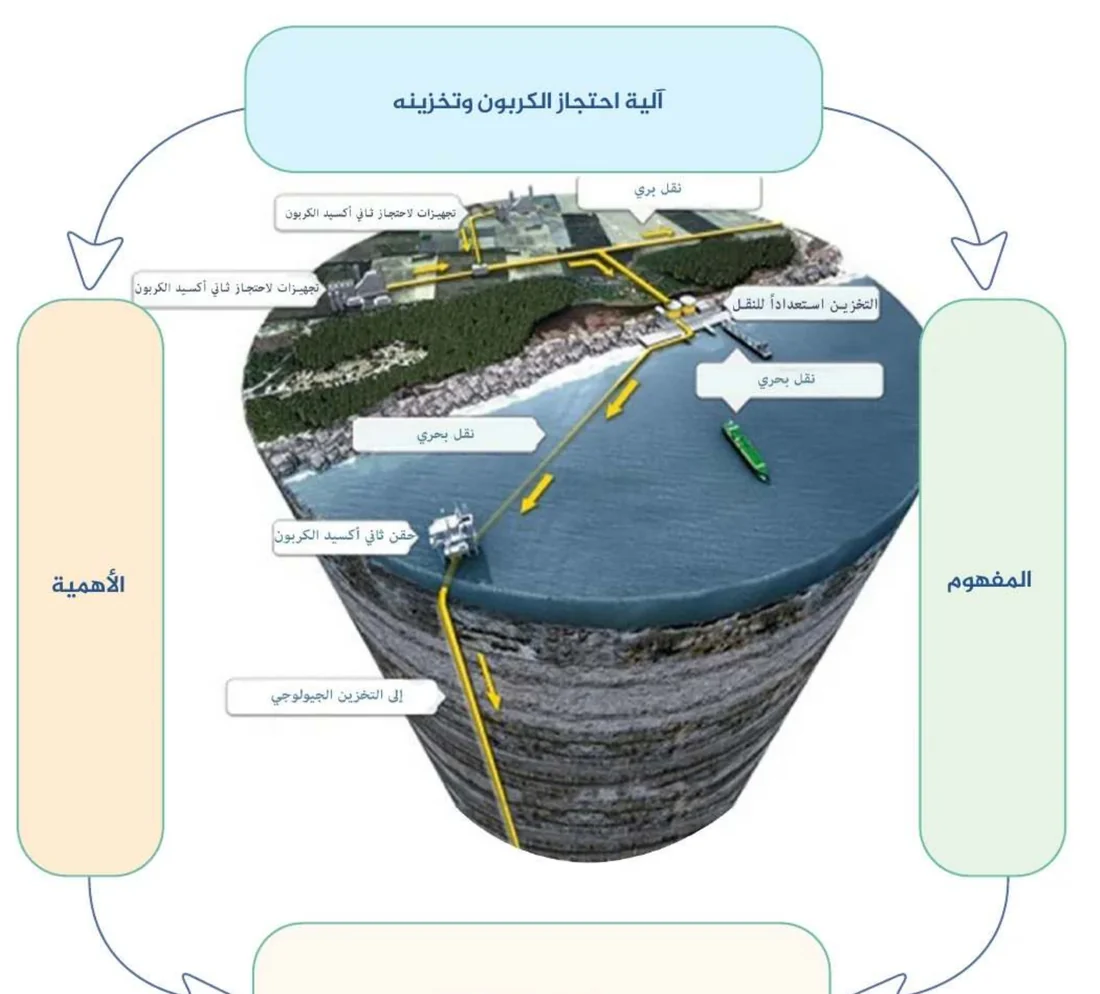 آلية احتجاز الكربون وتخزينه
نقل بري
تجهيزات لاحتجاز ثاني أكسيد الكربون
تجهيزات لاحتجاز ثاني أكسيد الكربون
التخزين استعداداً للنقل
نقل بحري
نقل بحري
حقن ثاني أكسيد الكربون
المفهوم
الأهمية
إلى التخزين الجيولوجي